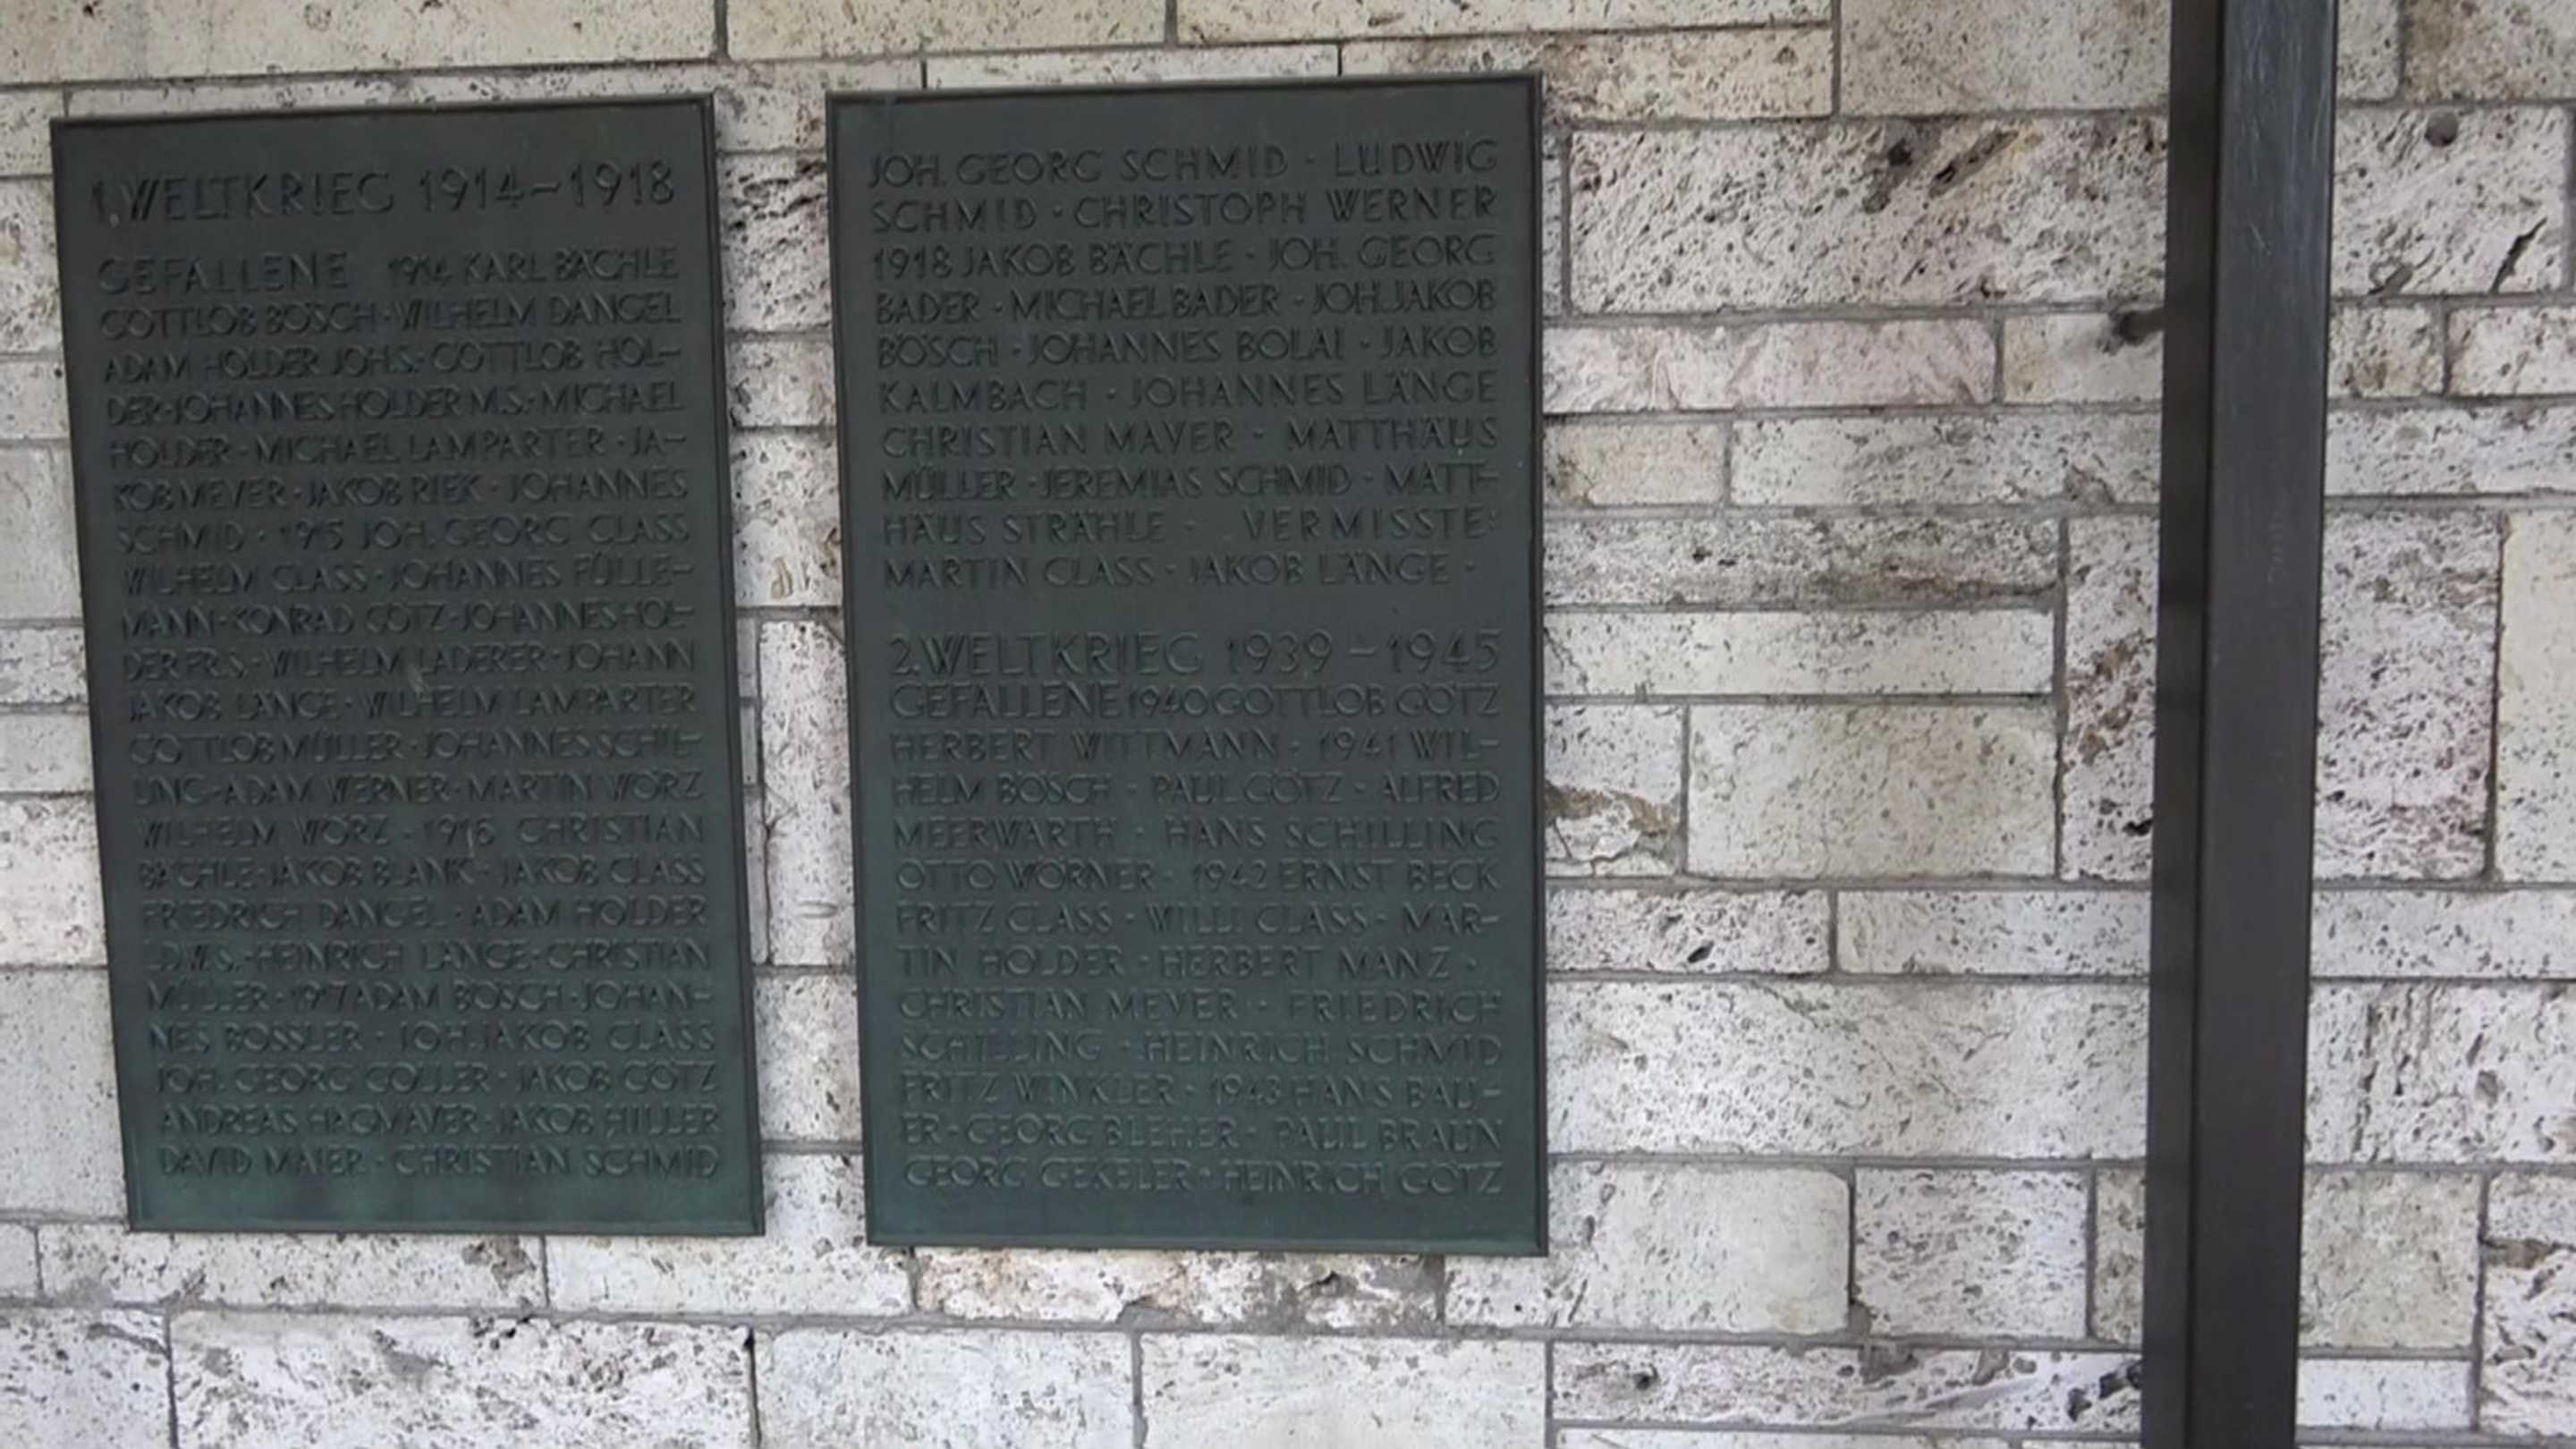 1. WELTKRIEG 1914–1918
GEFALLENE 1914 KARL BÄCHLE
GOTTLOB BÖSCH · WILHELM DANGEL
ADAM HOLDER JOH.S. · GOTTLOB HOL–
DER · JOHANNES HOLDER M.S. · MICHAEL
HOLDER · MICHAEL LAMPARTER · JA–
KOB MEYER · JAKOB RIEK · JOHANNES
SCHMID · 1915 JOH. GEORG CLASS
WILHELM CLASS · JOHANNES FÜLLE–
MANN · KONRAD GÖTZ · JOHANNES HOL–
DER FR.S. · WILHELM LADERER · JOHANN
JAKOB LÄNGE · WILHELM LAMPARTER
GOTTLOB MÜLLER · JOHANNES SCHIL–
LING · ADAM WERNER · MARTIN WÖRZ
WILHELM WÖRZ · 1916 CHRISTIAN
BÄCHLE · JAKOB BLANK · JAKOB CLASS
FRIEDRICH DANGEL · ADAM HOLDER
HEINRICH LÄNGE · CHRISTIAN
MÜLLER · 1917 ADAM BÖSCH · JOHAN–
NES BOSSLER · JOH. JAKOB CLASS
JOH. GEORG GOLLER · JAKOB GÖTZ
ANDREAS HAGMAYER · JAKOB HILLER
DAVID MAIER · CHRISTIAN SCHMID
JOH. GEORG SCHMID · LUDWIG
SCHMID · CHRISTOPH WERNER
1918 JAKOB BÄCHLE · JOH. GEORG
BADER · MICHAEL BADER · JOH. JAKOB
BÖSCH · JOHANNES BOLAI · JAKOB
KALMBACH · JOHANNES LÄNGE
CHRISTIAN MAYER · MATTHÄUS
MÜLLER · JEREMIAS SCHMID · MATT–
HÄUS STRÄHLE · VERMISSTE:
MARTIN CLASS · JAKOB LÄNGE ·
2. WELTKRIEG 1939–1945
GEFALLENE 1940 GOTTLOB GÖTZ
HERBERT WITTMANN · 1941 WIL–
HELM BÖSCH · PAUL GÖTZ · ALFRED
MEERWARTH · HANS SCHILLING
OTTO WÖRNER · 1942 ERNST BECK
FRITZ CLASS · WILLI CLASS · MAR–
TIN HOLDER · HERBERT MANZ ·
CHRISTIAN MEYER · FRIEDRICH
SCHILLING · HEINRICH SCHMID
FRITZ WINKLER · 1943 HANS BAU–
ER · GEORG BLEHER · PAUL BRAUN
GEORG GEKELER · HEINRICH GÖTZ